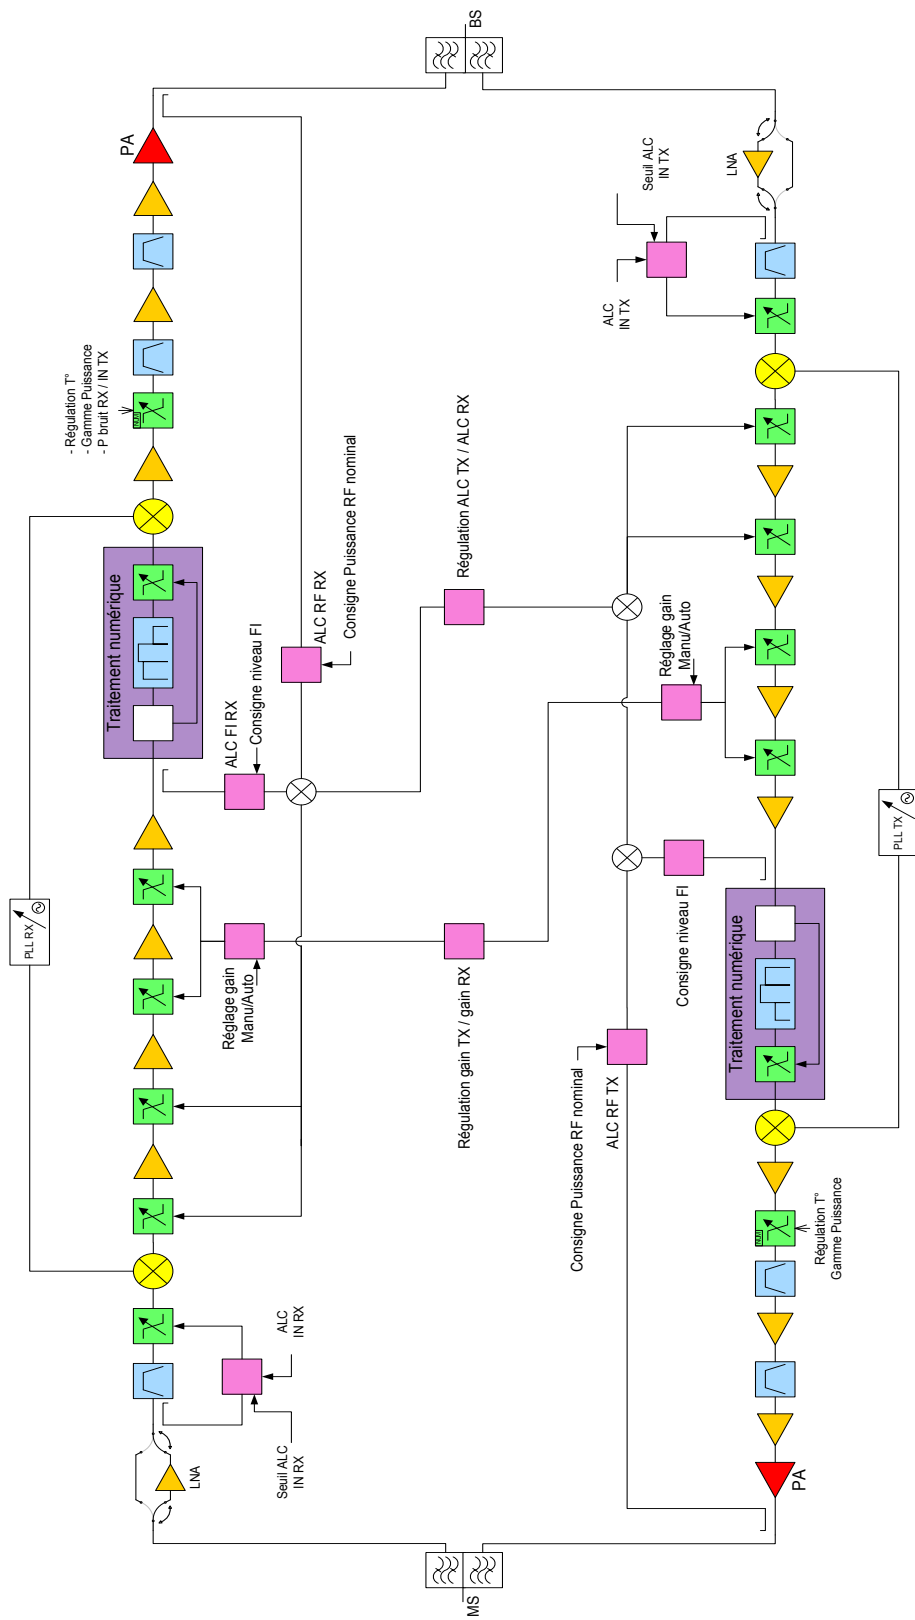 BS
PA
LNA
Seuil ALC
IN TX
ALC
IN TX
- Régulation T°
- Gamme Puissance
- P bruit RX / IN TX
NUM
Traitement numérique
ALC RF RX
Consigne Puissance RF nominal
Régulation ALC TX / ALC RX
ALC FI RX
Consigne niveau FI
Réglage gain
Manu/Auto
PLL TX
PLL RX
Réglage gain
Manu/Auto
Régulation gain TX / gain RX
Consigne niveau FI
Traitement numérique
Consigne Puissance RF nominal
ALC RF TX
NUM
Régulation T°
Gamme Puissance
ALC
IN RX
Seuil ALC
IN RX
LNA
PA
MS